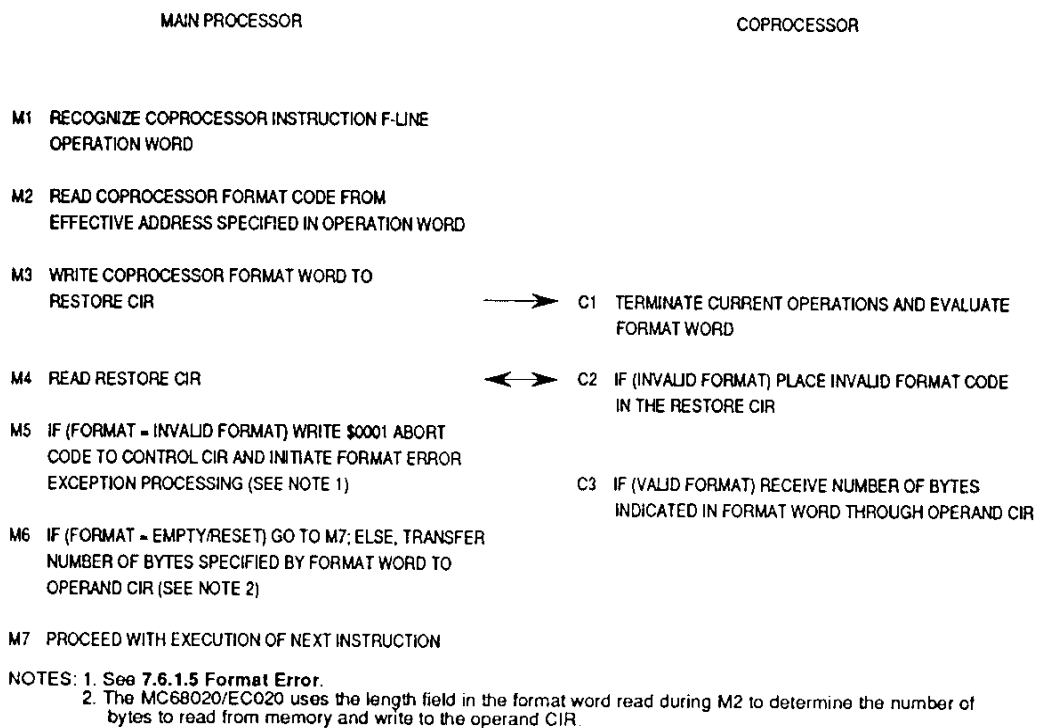 MAIN PROCESSOR
COPROCESSOR
M1 RECOGNIZE COPROCESSOR INSTRUCTION F-LINE
OPERATION WORD
M2 READ COPROCESSOR FORMAT CODE FROM
EFFECTIVE ADDRESS SPECIFIED IN OPERATION WORD
M3 WRITE COPROCESSOR FORMAT WORD TO
RESTORE CIR
C1 TERMINATE CURRENT OPERATIONS AND EVALUATE
FORMAT WORD
M4 READ RESTORE CIR
C2 IF (INVALID FORMAT) PLACE INVALID FORMAT CODE
IN THE RESTORE CIR
M5 IF (FORMAT = INVALID FORMAT) WRITE $0001 ABORT
CODE TO CONTROL CIR AND INITIATE FORMAT ERROR
EXCEPTION PROCESSING (SEE NOTE 1)
C3 IF (VALID FORMAT) RECEIVE NUMBER OF BYTES
INDICATED IN FORMAT WORD THROUGH OPERAND CIR
M6 IF (FORMAT = EMPTY/RESET) GO TO M7; ELSE, TRANSFER
NUMBER OF BYTES SPECIFIED BY FORMAT WORD TO
OPERAND CIR (SEE NOTE 2)
M7 PROCEED WITH EXECUTION OF NEXT INSTRUCTION
NOTES: 1. See 7.6.1.5 Format Error.
2. The MC68020/EC020 uses the length field in the format word read during M2 to determine the number of
bytes to read from memory and write to the operand CIR.